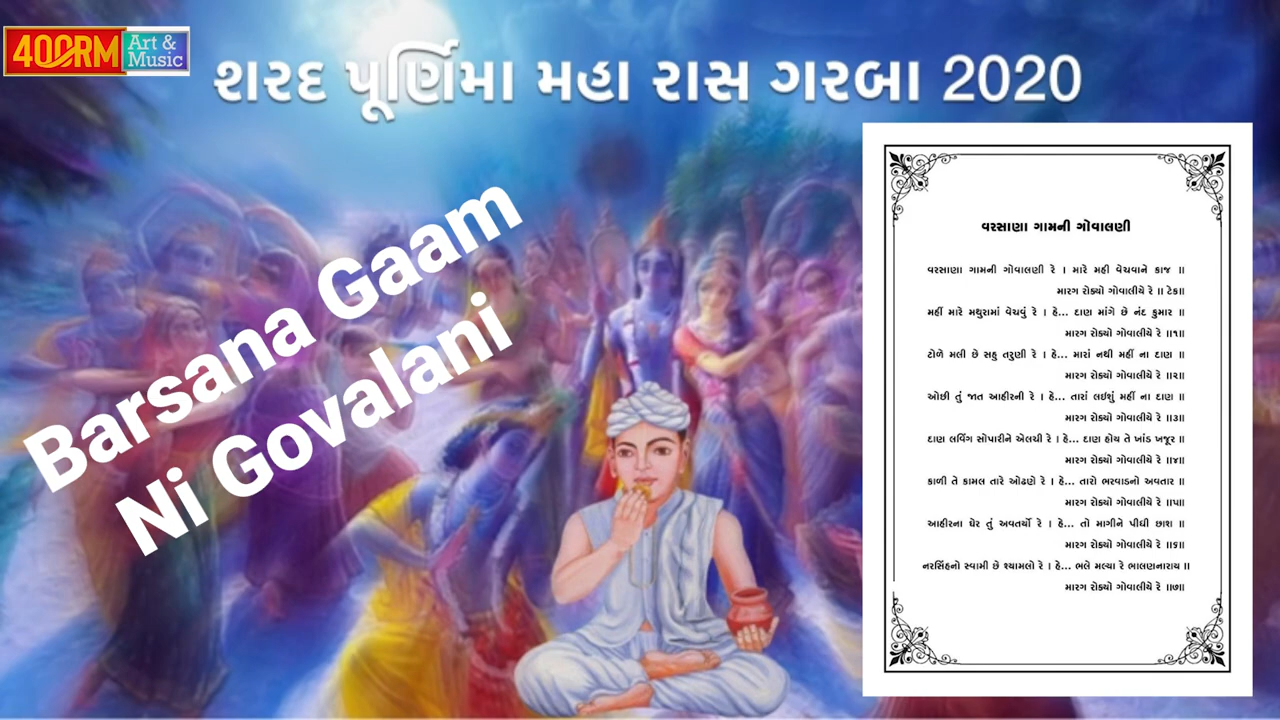 400RM Art & Music
શરદ પૂર્ણિમા મહા રાસ ગરબા 2020
Barsana Gaam
Ni Govalani
વરસાણા ગામની ગોવાલણી
વરસાણા ગામની ગોવાલણી રે । મારે મહી વેચવાને કાજ ॥
મારગ રોક્યો ગોવાલીયે રે ॥ ટેક॥
મહીં મારે મથુરામાં વેચવું રે । હે... દાણ માંગે છે નંદ કુમાર ॥
મારગ રોક્યો ગોવાલીયે રે ॥૧॥
ટોળે મલી છે સહુ તરુણી રે । હે... મારાં નથી મહીં ના દાણ ॥
મારગ રોક્યો ગોવાલીયે રે ॥૨॥
ઓછી તું જાત આહીરની રે । હે... તારાં લઈશું મહીં ના દાણ ॥
મારગ રોક્યો ગોવાલીયે રે ॥૩॥
દાણ લવિંગ સોપારીને એલચી રે । હે... દાણ હોય તે ખાંડ ખજૂર ॥
મારગ રોક્યો ગોવાલીયે રે ॥૪॥
કાળી તે કામલ તારે ઓઢણે રે । હે... તારો ભરવાડનો અવતાર ॥
મારગ રોક્યો ગોવાલીયે રે ॥૫॥
આહીરના ઘેર તું અવતર્યો રે । હે... તો માગીને પીધી છાશ ॥
મારગ રોક્યો ગોવાલીયે રે ॥૬॥
નરસિંહનો સ્વામી છે શ્યામલો રે । હે... ભલે મલ્યા રે ભાલણનારાય ॥
મારગ રોક્યો ગોવાલીયે રે ॥૭॥